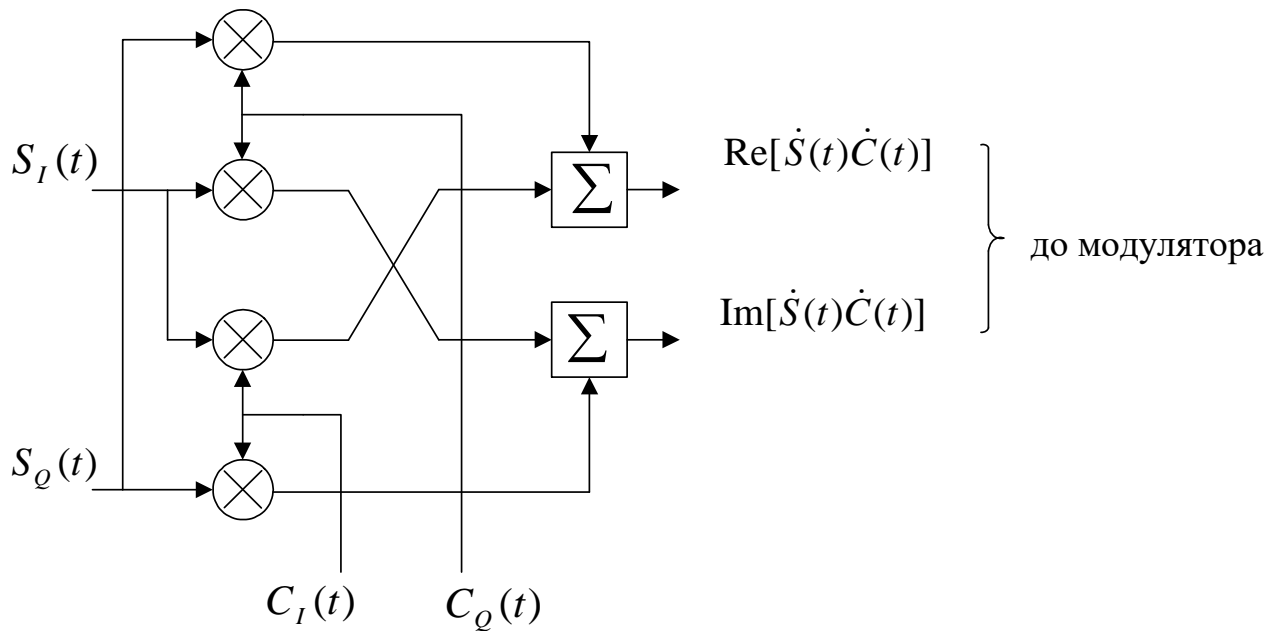 S_I(t)
Σ
Re[Ṡ(t)Ċ(t)]
до модулятора
Σ
Im[Ṡ(t)Ċ(t)]
S_Q(t)
C_I(t)
C_Q(t)